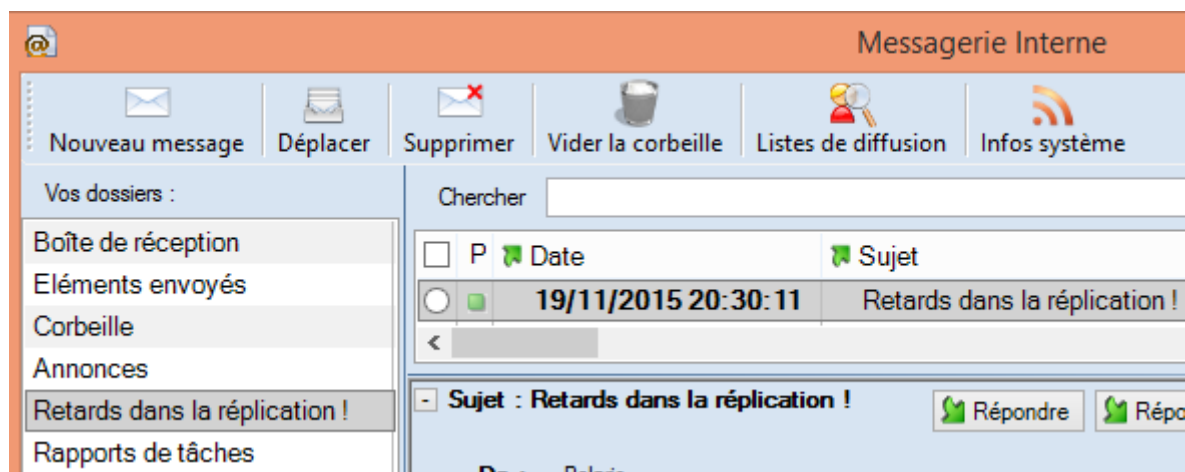 Messagerie Interne
Nouveau message Déplacer Supprimer Vider la corbeille Listes de diffusion Infos système
Vos dossiers :
Chercher
Boîte de réception
Eléments envoyés
Corbeille
Annonces
Retards dans la réplication !
Rapports de tâches
P Date Sujet
19/11/2015 20:30:11 Retards dans la réplication !
- Sujet : Retards dans la réplication ! Répondre Répo